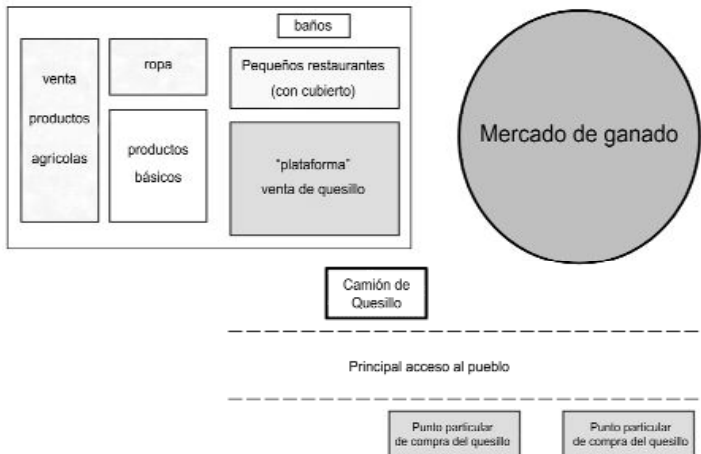 baños
venta
productos
agricolas
ropa
productos
básicos
Pequeños restaurantes
(con cubierto)
"plataforma"
venta de quesillo
Mercado de ganado
Camión de
Quesillo
Principal acceso al pueblo
Punto particular
de compra del quesillo
Punto particular
de compra del quesillo